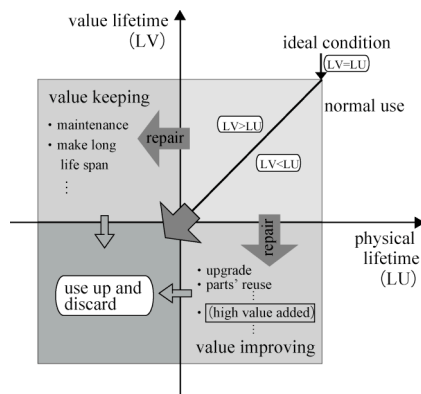 value lifetime
(LV)
ideal condition
LV=LU
normal use
value keeping
• maintenance
• make long
life span
⋮
repair
LV>LU
LV<LU
physical
lifetime
(LU)
repair
use up and
discard
• upgrade
• parts' reuse
⋮
• (high value added)
⋮
value improving